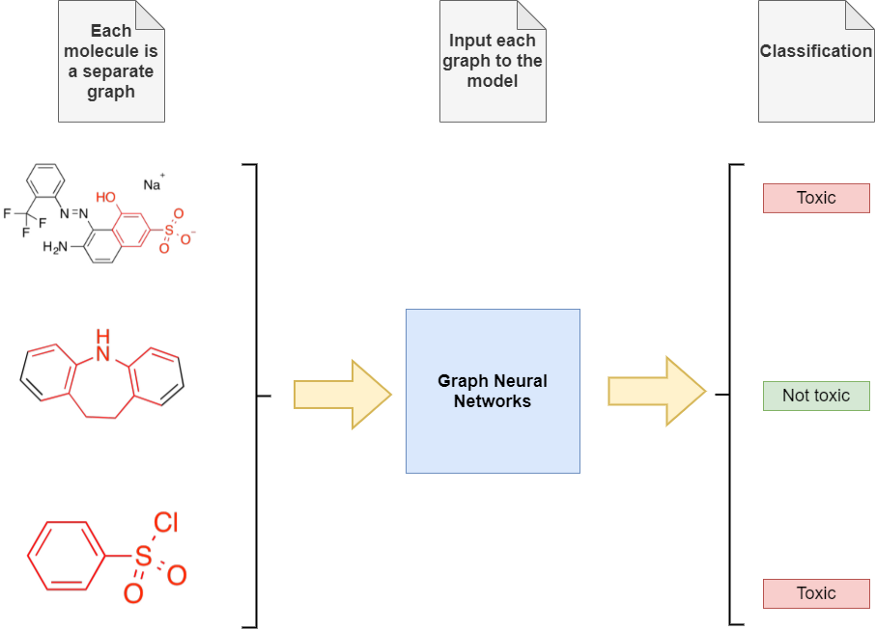 Each
molecule is
a separate
graph
Input each
graph to the
model
Classification
Na+
HO
F
F
F
N=N
O
S
O
O-
H2N
Toxic
H
N
Graph Neural
Networks
Not toxic
Cl
S
O
O
Toxic